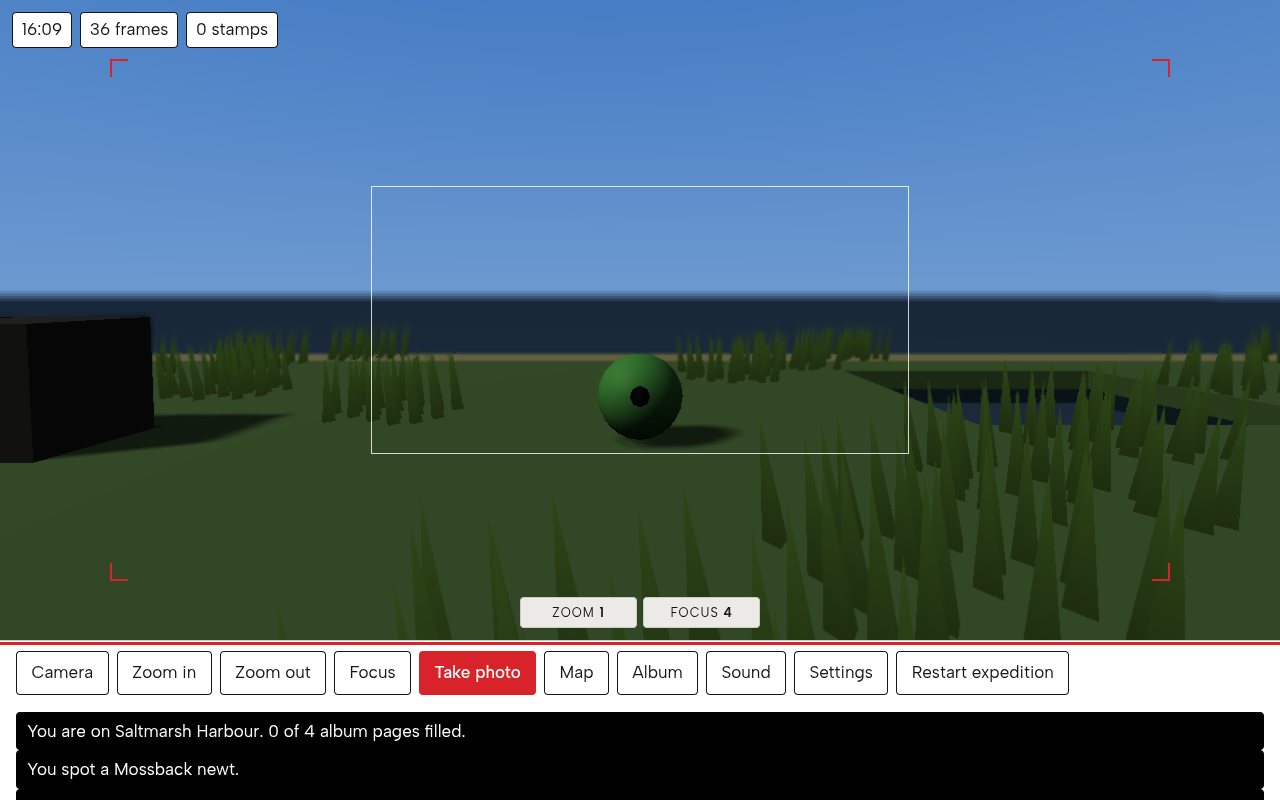 16:09 36 frames 0 stamps
ZOOM 1 FOCUS 4
Camera Zoom in Zoom out Focus Take photo Map Album Sound Settings Restart expedition
You are on Saltmarsh Harbour. 0 of 4 album pages filled.
You spot a Mossback newt.